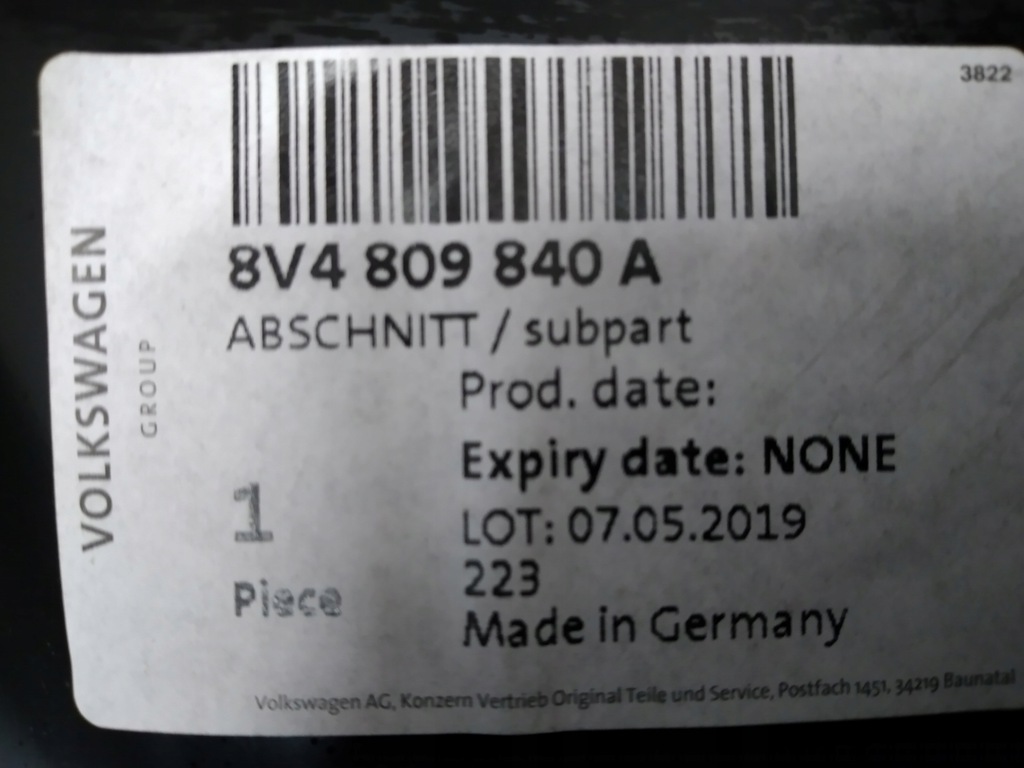 3822
8V4 809 840 A
ABSCHNITT / subpart
Prod. date:
Expiry date: NONE
LOT: 07.05.2019
223
Made in Germany
1
Piece
VOLKSWAGEN
GROUP
Volkswagen AG, Konzern Vertrieb Original Teile und Service, Postfach 1451, 34219 Baunatal